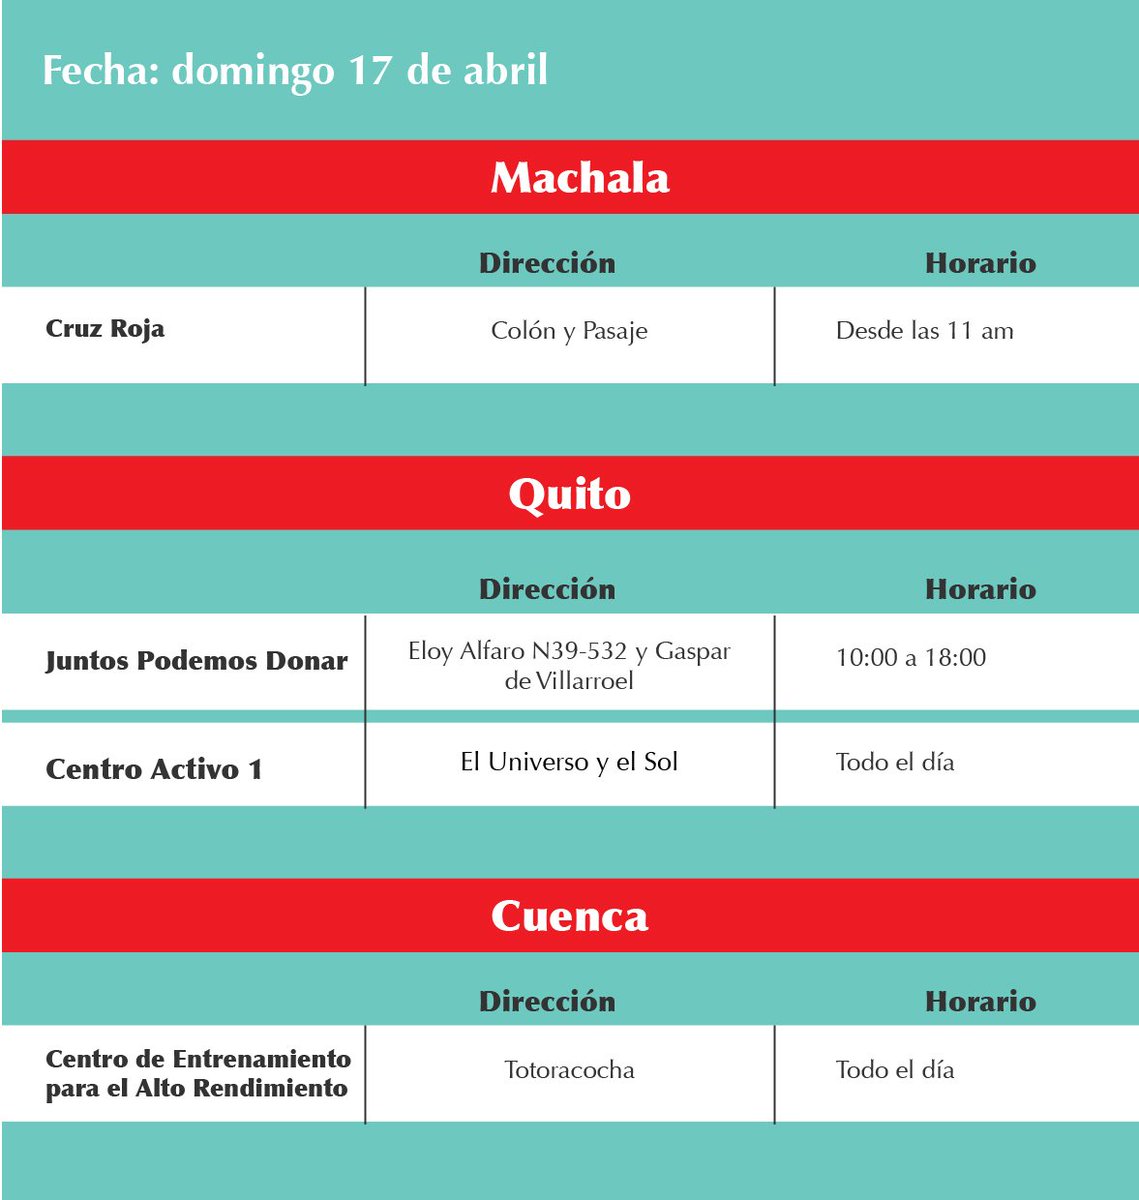 Fecha: domingo 17 de abril
Machala
Dirección Horario
Cruz Roja Colón y Pasaje Desde las 11 am
Quito
Dirección Horario
Juntos Podemos Donar Eloy Alfaro N39-532 y Gaspar 10:00 a 18:00
de Villarroel
Centro Activo 1 El Universo y el Sol Todo el día
Cuenca
Dirección Horario
Centro de Entrenamiento Totoracocha Todo el día
para el Alto Rendimiento